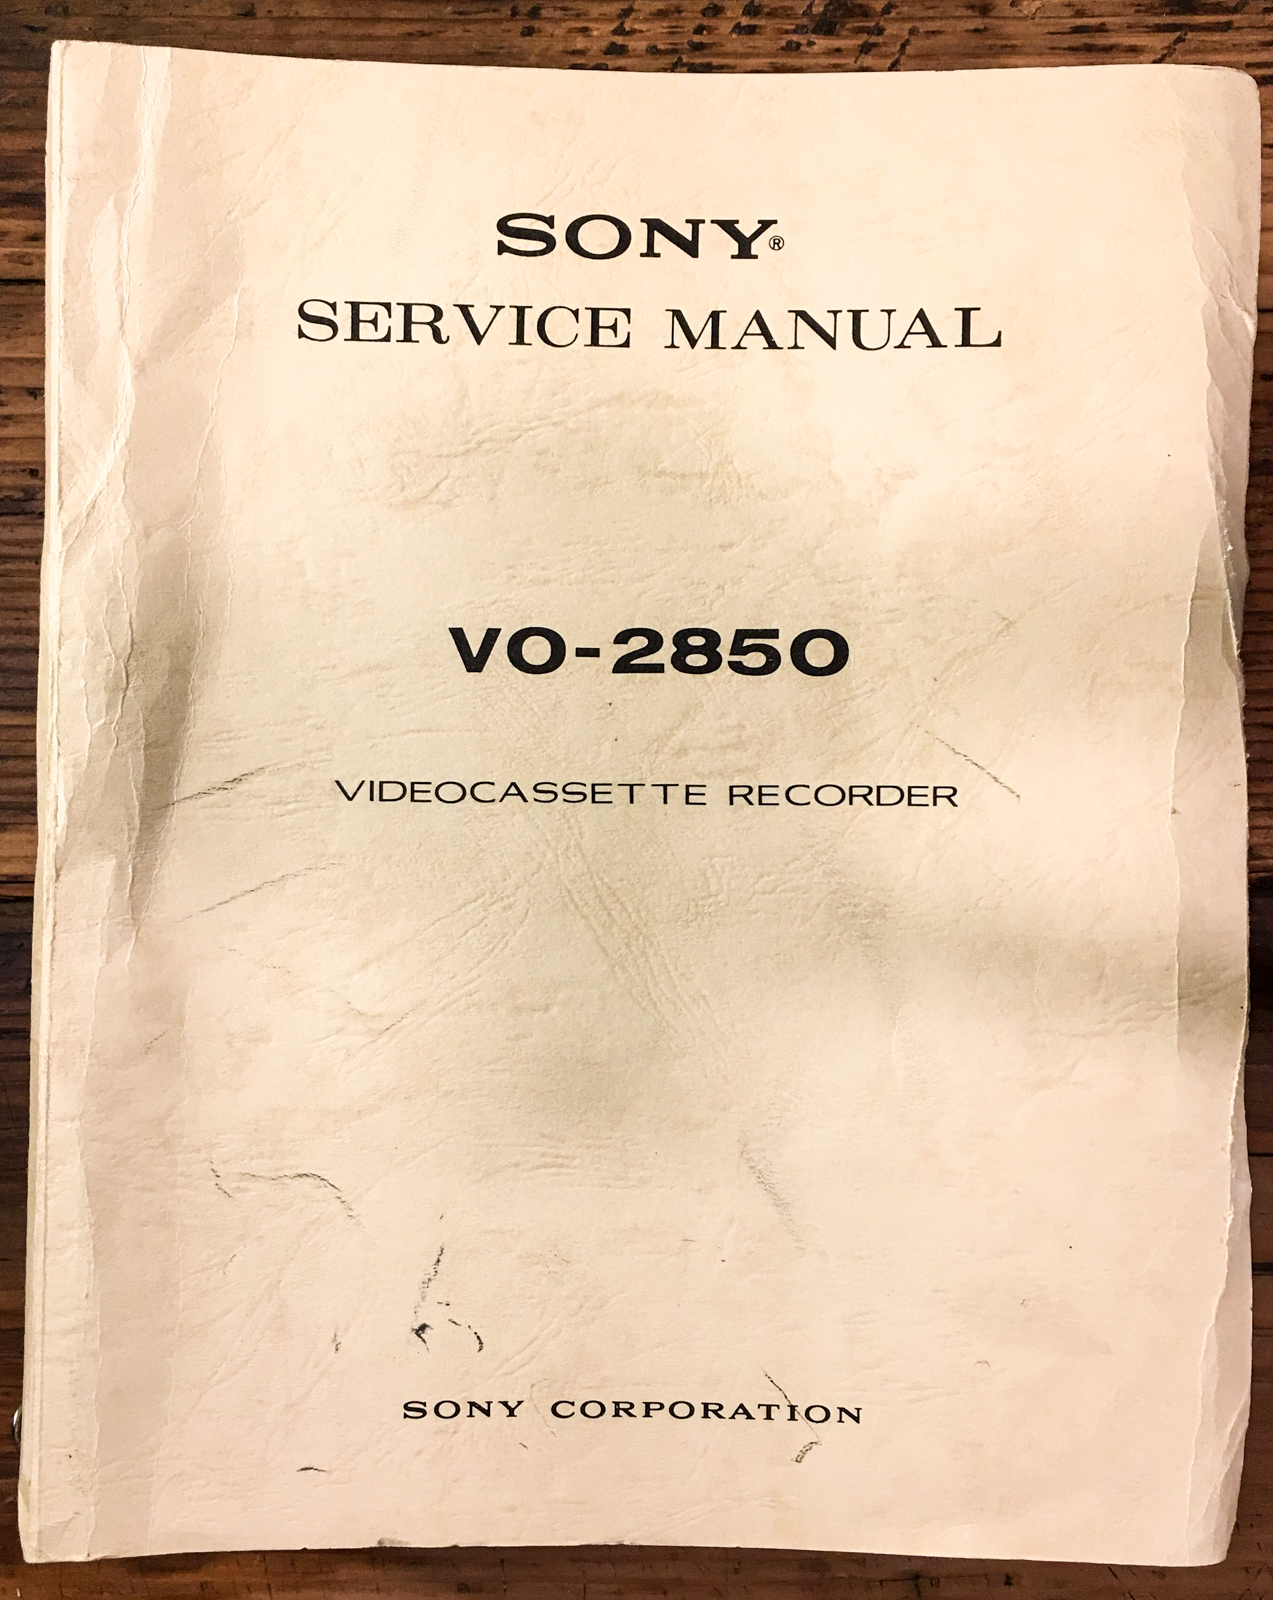 SONY®
SERVICE MANUAL
VO-2850
VIDEOCASSETTE RECORDER
SONY CORPORATION